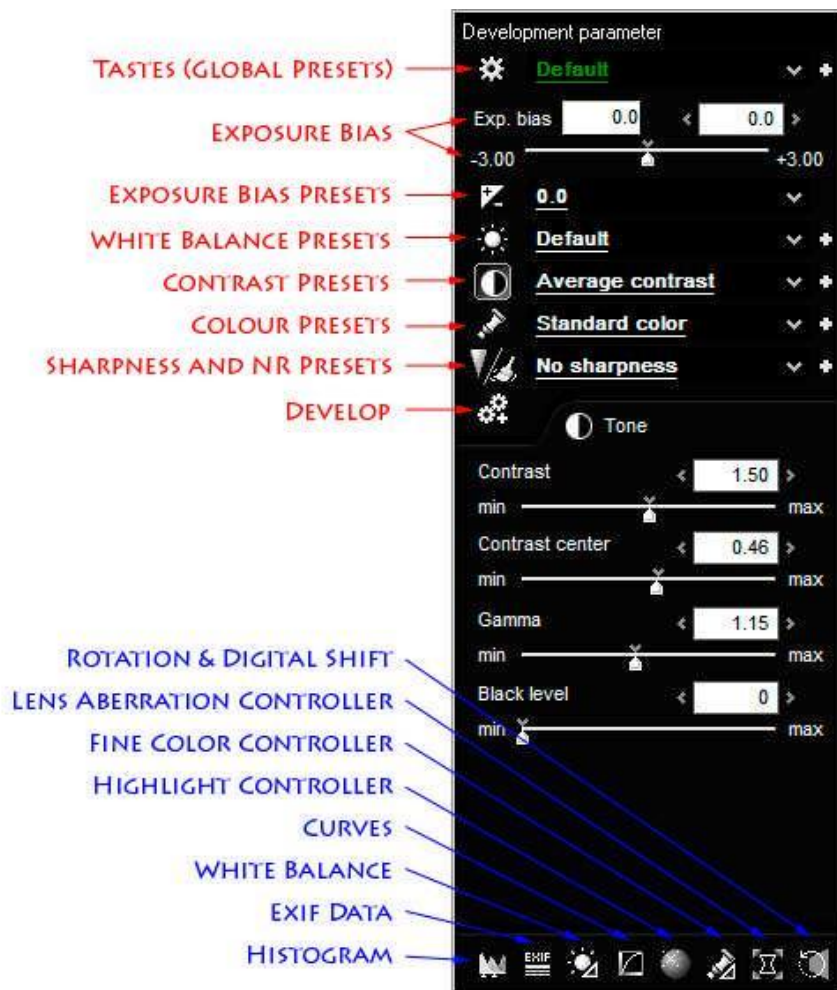 Development parameter
TASTES (GLOBAL PRESETS)
Default
EXPOSURE BIAS
Exp. bias 0.0 0.0
-3.00 +3.00
EXPOSURE BIAS PRESETS
0.0
WHITE BALANCE PRESETS
Default
CONTRAST PRESETS
Average contrast
COLOUR PRESETS
Standard color
SHARPNESS AND NR PRESETS
No sharpness
DEVELOP
Tone
Contrast 1.50
min max
Contrast center 0.46
min max
Gamma 1.15
min max
Black level 0
min max
ROTATION & DIGITAL SHIFT
LENS ABERRATION CONTROLLER
FINE COLOR CONTROLLER
HIGHLIGHT CONTROLLER
CURVES
WHITE BALANCE
EXIF DATA
HISTOGRAM
EXIF